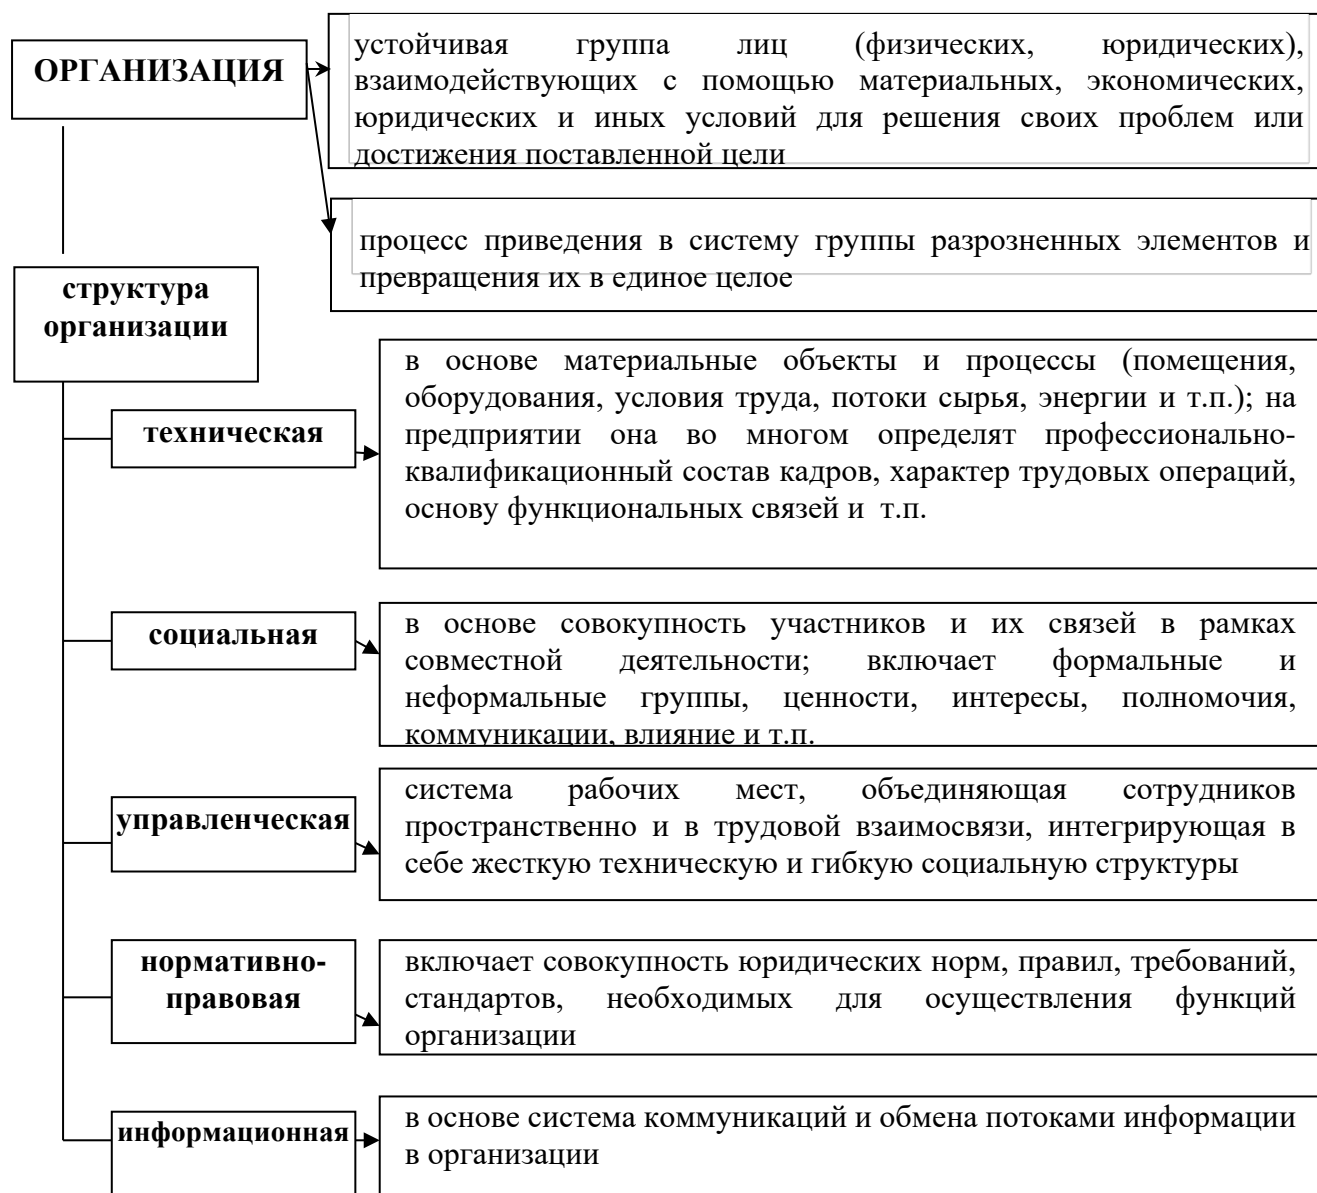 ОРГАНИЗАЦИЯ
устойчивая группа лиц (физических, юридических),
взаимодействующих с помощью материальных, экономических,
юридических и иных условий для решения своих проблем или
достижения поставленной цели
процесс приведения в систему группы разрозненных элементов и
превращения их в единое целое
структура
организации
техническая
в основе материальные объекты и процессы (помещения,
оборудования, условия труда, потоки сырья, энергии и т.п.); на
предприятии она во многом определят профессионально-
квалификационный состав кадров, характер трудовых операций,
основу функциональных связей и т.п.
социальная
в основе совокупность участников и их связей в рамках
совместной деятельности; включает формальные и
неформальные группы, ценности, интересы, полномочия,
коммуникации, влияние и т.п.
управленческая
система рабочих мест, объединяющая сотрудников
пространственно и в трудовой взаимосвязи, интегрирующая в
себе жесткую техническую и гибкую социальную структуры
нормативно-
правовая
включает совокупность юридических норм, правил, требований,
стандартов, необходимых для осуществления функций
организации
информационная
в основе система коммуникаций и обмена потоками информации
в организации